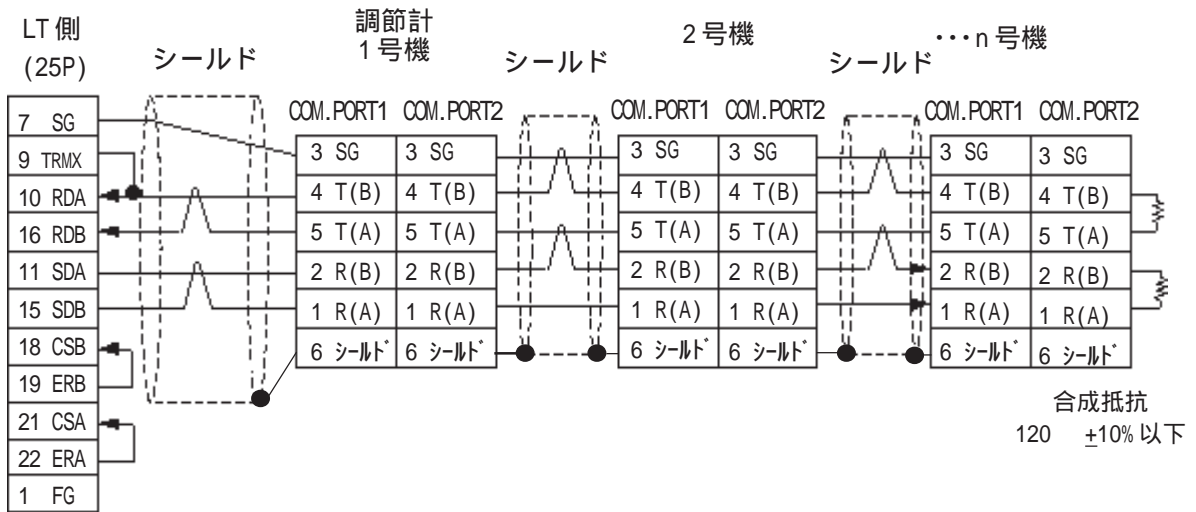 LT 側
(25P)
シールド
調節計
1 号機
シールド
2 号機
シールド
・・・n 号機
COM.PORT1 COM.PORT2
COM.PORT1 COM.PORT2
COM.PORT1 COM.PORT2
7 SG
9 TRMX
10 RDA
16 RDB
11 SDA
15 SDB
18 CSB
19 ERB
21 CSA
22 ERA
1 FG
3 SG 3 SG
4 T(B) 4 T(B)
5 T(A) 5 T(A)
2 R(B) 2 R(B)
1 R(A) 1 R(A)
6 シールド 6 シールド
3 SG 3 SG
4 T(B) 4 T(B)
5 T(A) 5 T(A)
2 R(B) 2 R(B)
1 R(A) 1 R(A)
6 シールド 6 シールド
3 SG 3 SG
4 T(B) 4 T(B)
5 T(A) 5 T(A)
2 R(B) 2 R(B)
1 R(A) 1 R(A)
6 シールド 6 シールド
合成抵抗
120 ±10% 以下